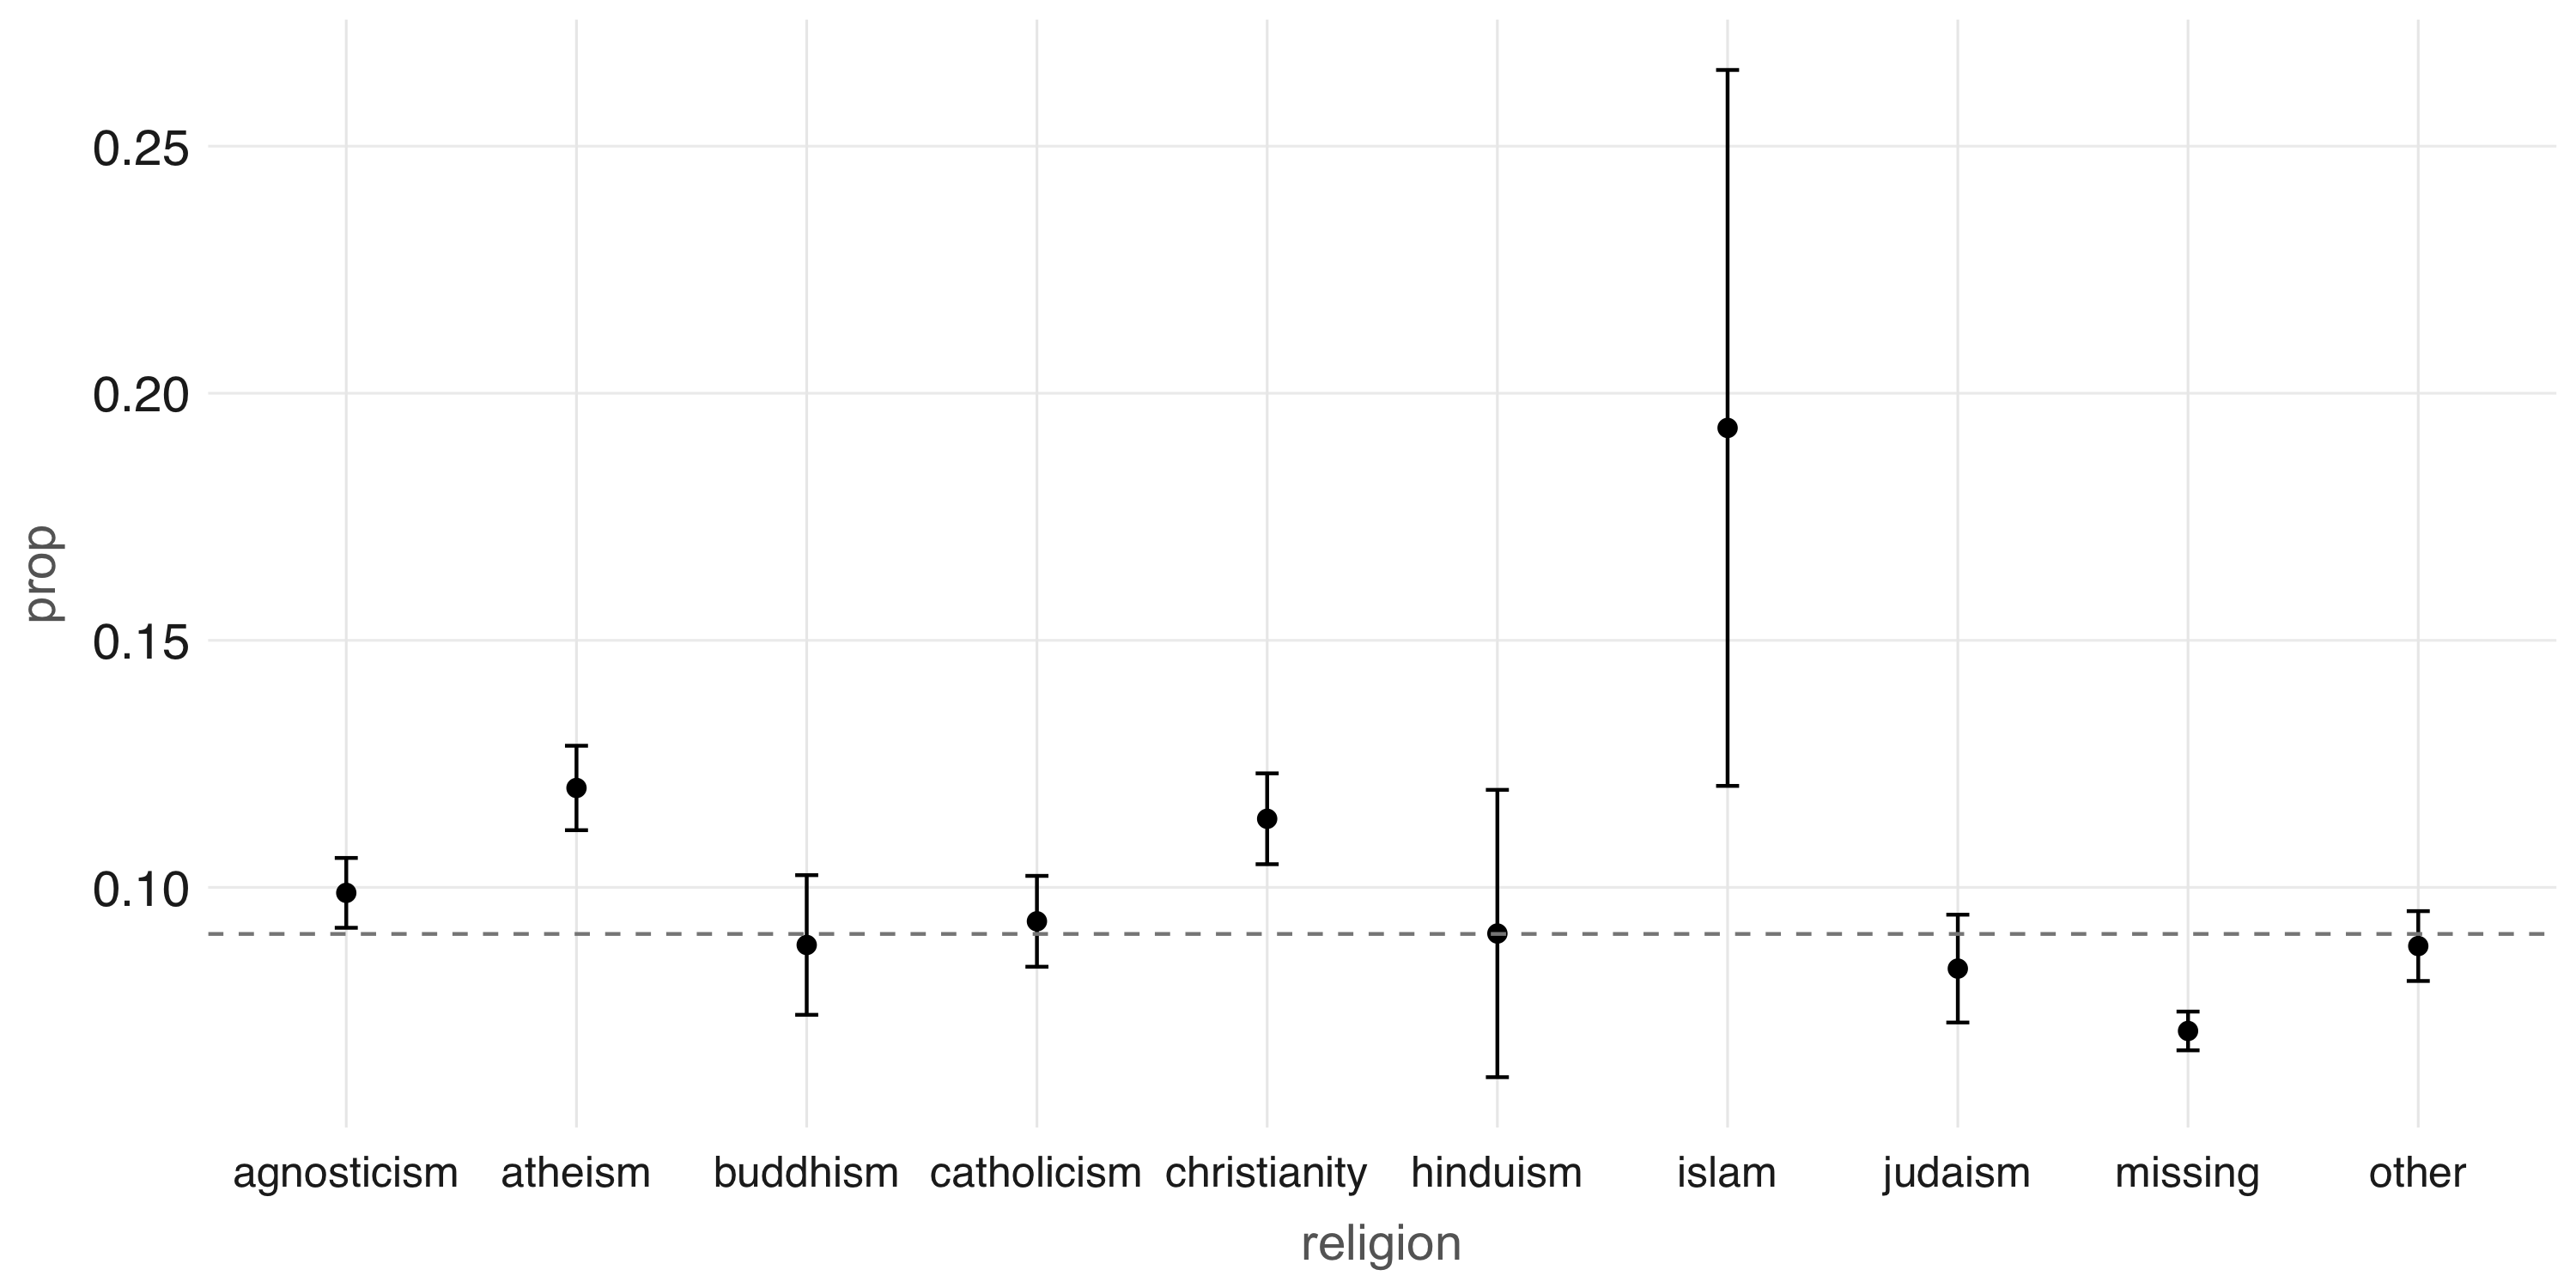 prop
0.25
0.20
0.15
0.10
agnosticism atheism buddhism catholicism christianity hinduism islam judaism missing other
religion